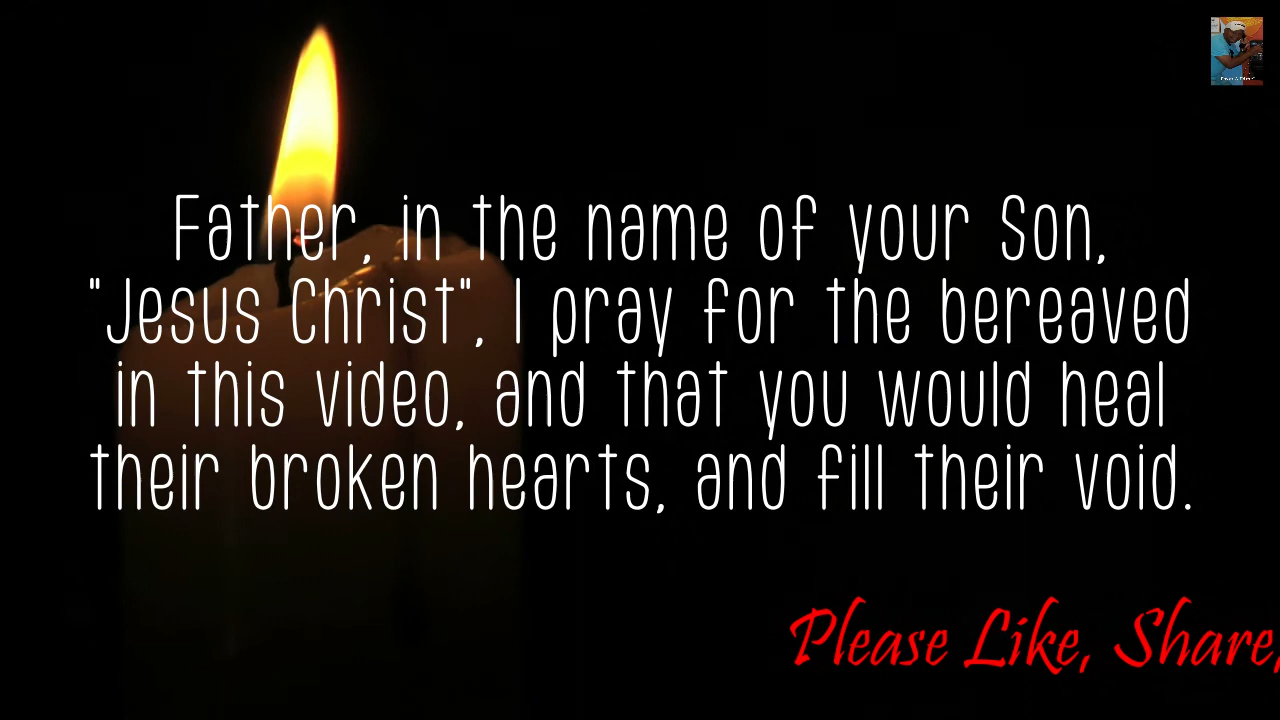 Father, in the name of your Son,
"Jesus Christ", I pray for the bereaved
in this video, and that you would heal
their broken hearts, and fill their void.
Please Like, Share,